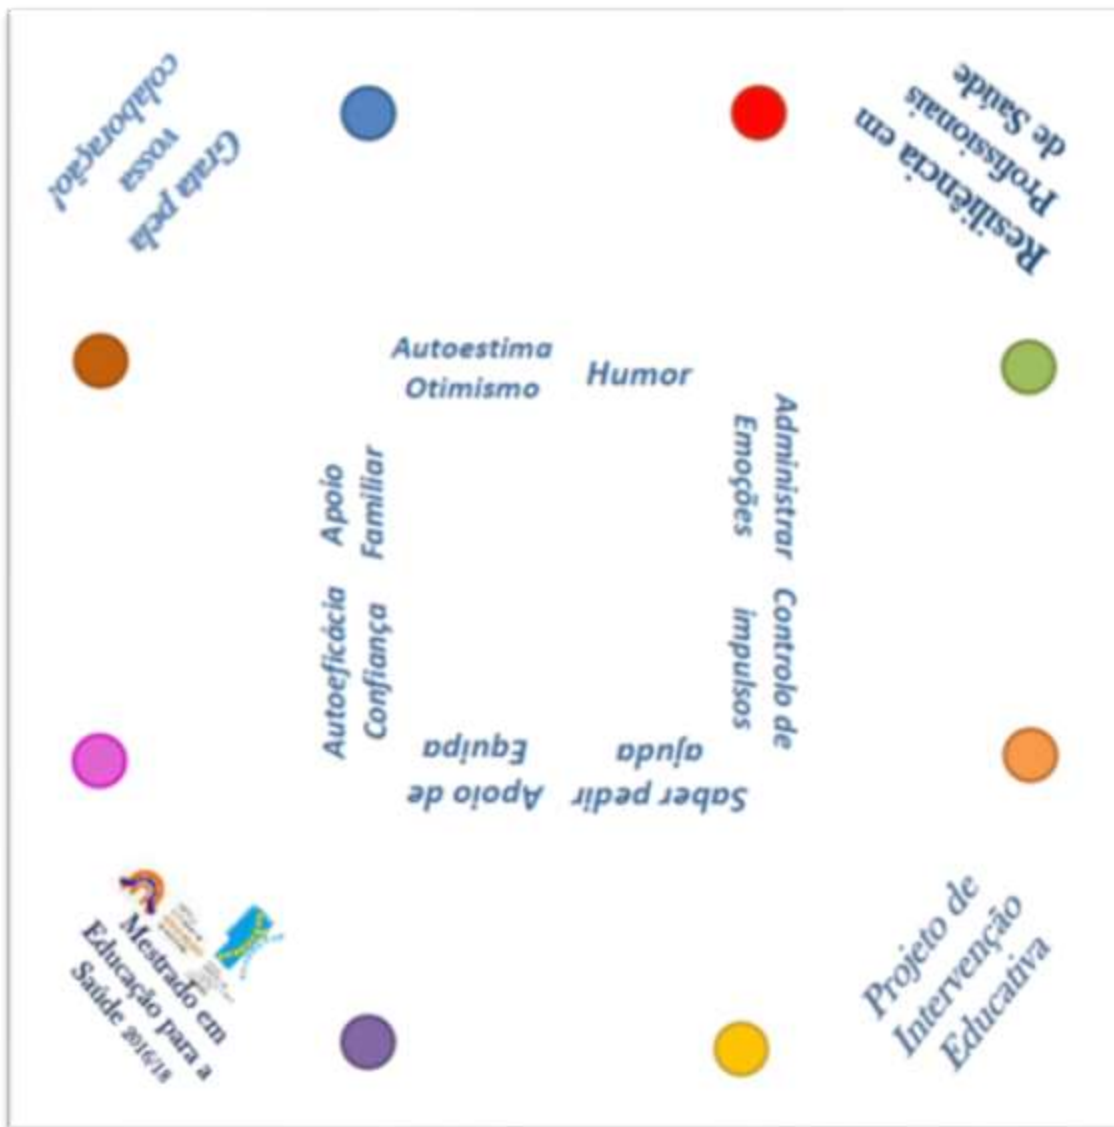 Grata pela
vossa
colaboração!
Resiliência em
Profissionais
de Saúde
Autoestima
Otimismo
Humor
Administrar
Emoções
Controlo de
impulsos
Saber pedir
ajuda
Apoio de
Equipa
Autoeficácia
Confiança
Apoio
Familiar
Mestrado em
Educação para a
Saúde 2016/18
Projeto de
Intervenção
Educativa